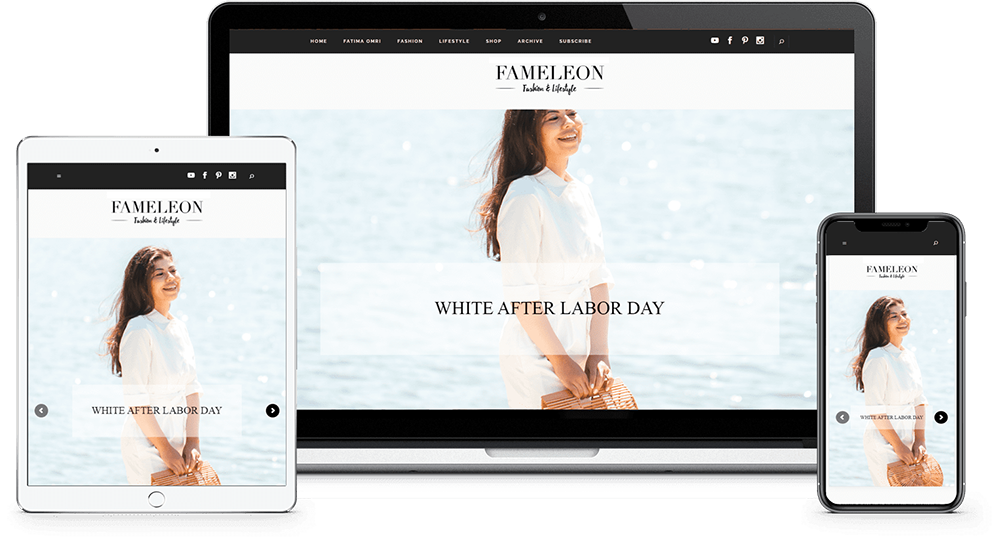 HOME FATIMA OMRI FASHION LIFESTYLE SHOP ARCHIVE SUBSCRIBE
FAMELEON
Fashion & Lifestyle
WHITE AFTER LABOR DAY
FAMELEON
Fashion & Lifestyle
WHITE AFTER LABOR DAY
FAMELEON
Fashion & Lifestyle
WHITE AFTER LABOR DAY